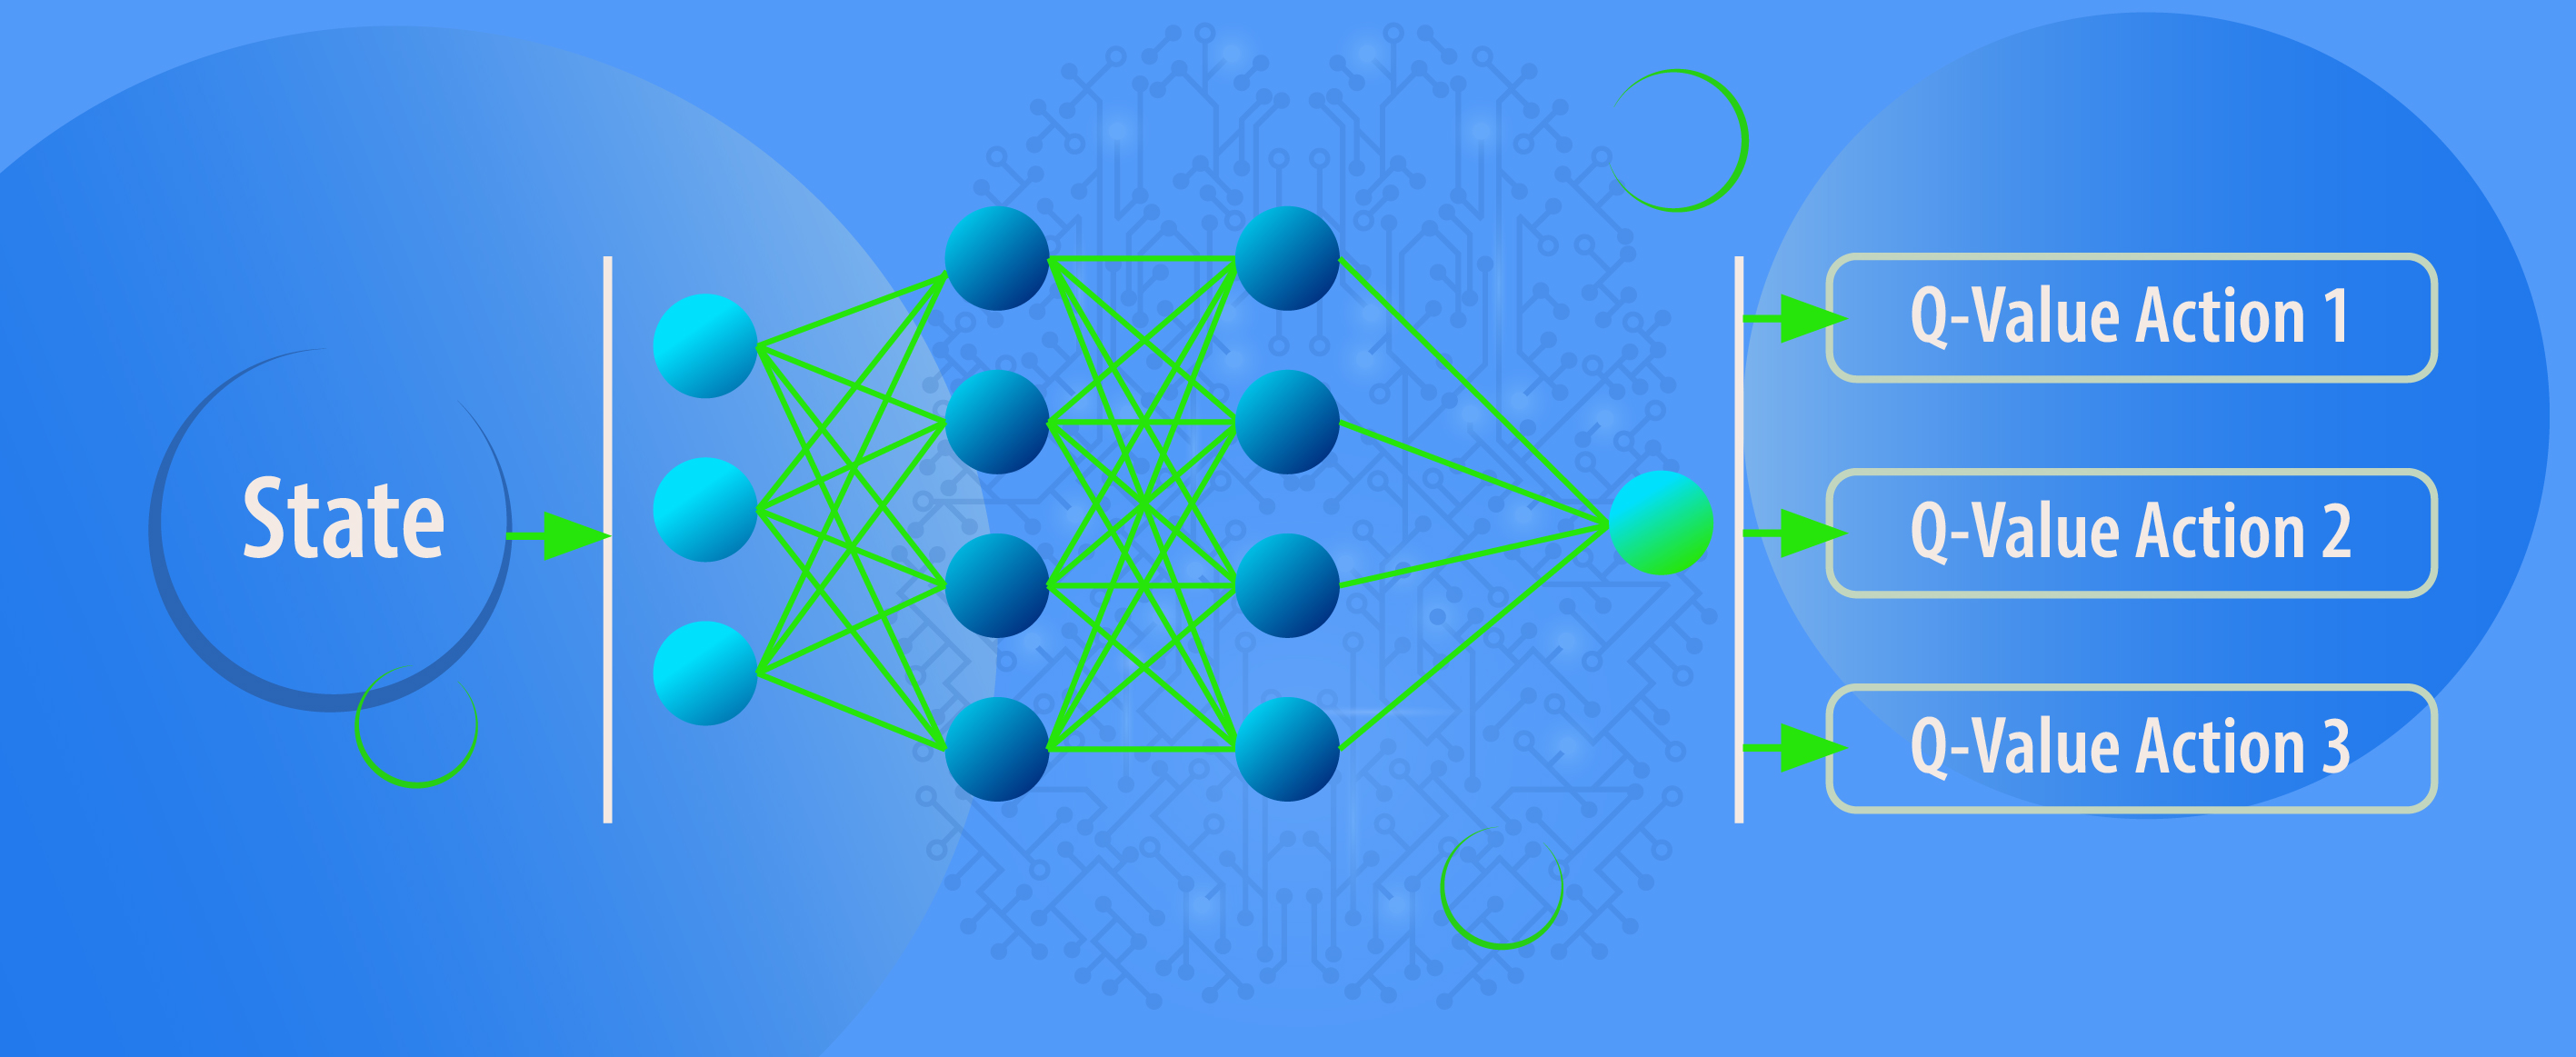 State
Q-Value Action 1
Q-Value Action 2
Q-Value Action 3